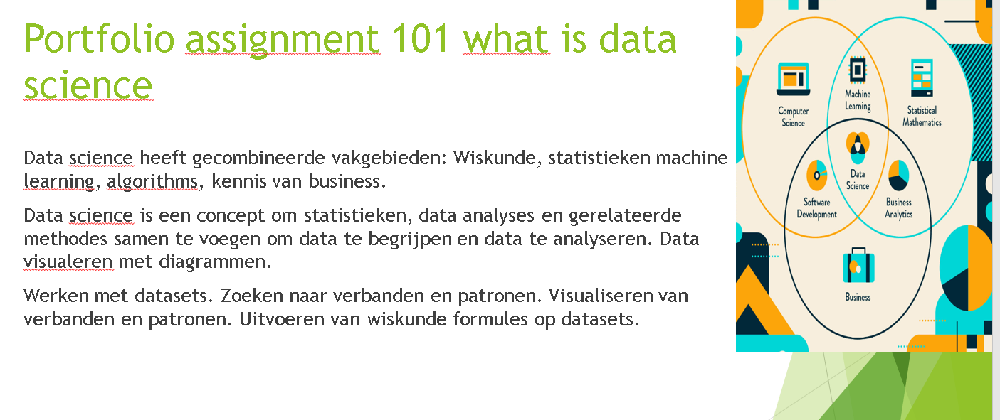 Portfolio assignment 101 what is data
science
Data science heeft gecombineerde vakgebieden: Wiskunde, statistieken machine
learning, algorithms, kennis van business.
Data science is een concept om statistieken, data analyses en gerelateerde
methodes samen te voegen om data te begrijpen en data te analyseren. Data
visualeren met diagrammen.
Werken met datasets. Zoeken naar verbanden en patronen. Visualiseren van
verbanden en patronen. Uitvoeren van wiskunde formules op datasets.
Computer
Science
Machine
Learning
Statistical
Mathematics
Data
Science
Software
Development
Business
Analytics
Business